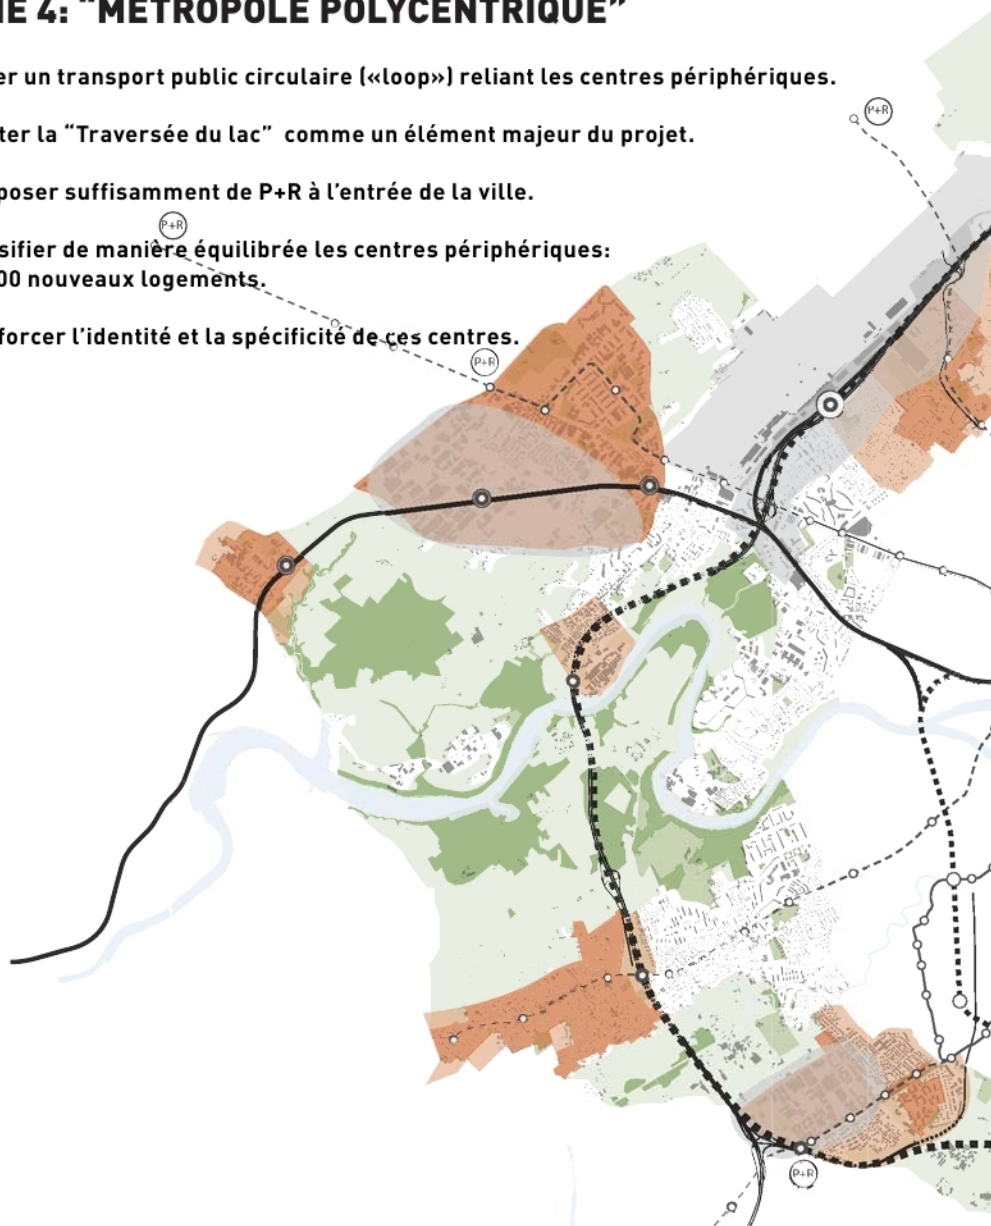 IE 4: “MÉTROPOLE POLYCENTRIQUE”
er un transport public circulaire («loop») reliant les centres périphériques.
P+R
ter la “Traversée du lac” comme un élément majeur du projet.
poser suffisamment de P+R à l’entrée de la ville.
P+R
sifier de manière équilibrée les centres périphériques:
00 nouveaux logements.
forcer l’identité et la spécificité de ces centres.
P+R
P+R